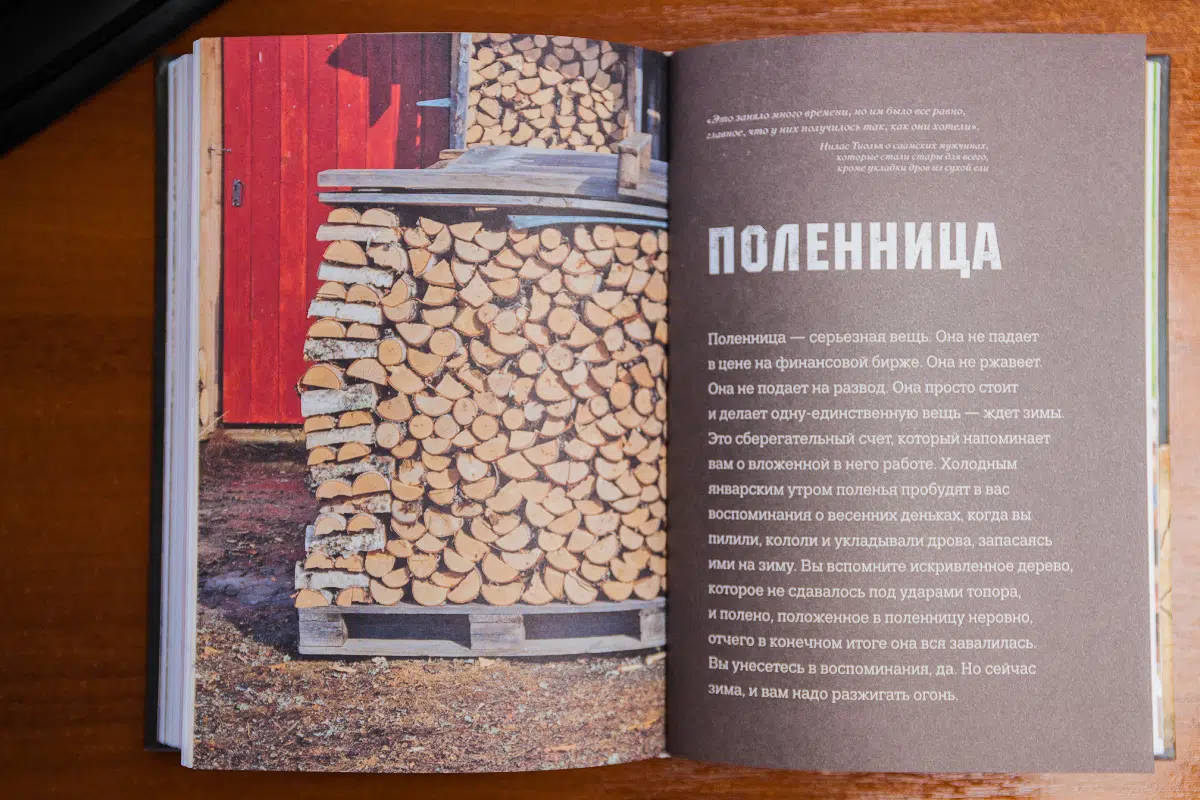 «Это заняло много времени, но им было все равно,
главное, что у них получилось так, как они хотели»,
Нилас Туолья о саамских мужчинах,
которые стали стары для всего,
кроме укладки дров из сухой ели
ПОЛЕННИЦА
Поленница — серьезная вещь. Она не падает
в цене на финансовой бирже. Она не ржавеет.
Она не подает на развод. Она просто стоит
и делает одну-единственную вещь — ждет зимы.
Это сберегательный счет, который напоминает
вам о вложенной в него работе. Холодным
январским утром поленья пробудят в вас
воспоминания о весенних деньках, когда вы
пилили, кололи и укладывали дрова, запасаясь
ими на зиму. Вы вспомните искривленное дерево,
которое не сдавалось под ударами топора,
и полено, положенное в поленницу неровно,
отчего в конечном итоге она вся завалилась.
Вы унесетесь в воспоминания, да. Но сейчас
зима, и вам надо разжигать огонь.